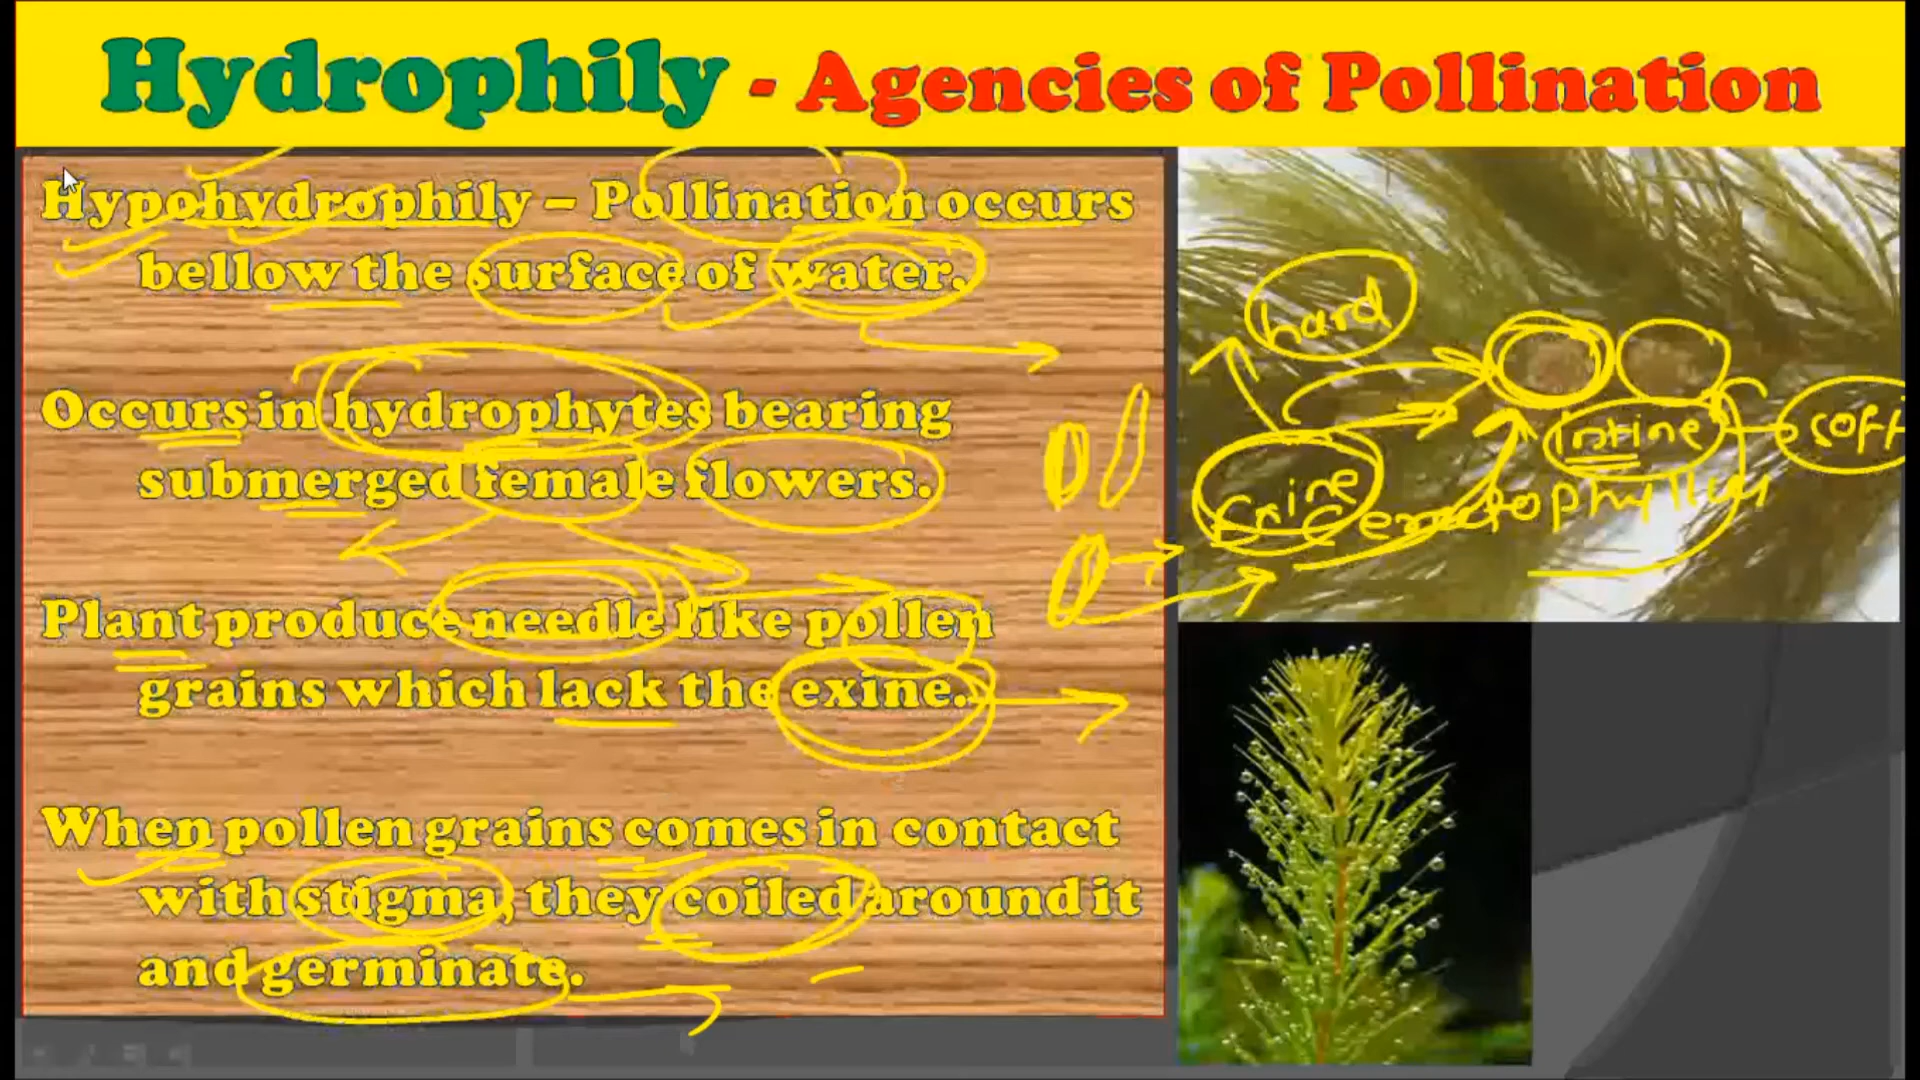 Hydrophily - Agencies of Pollination
Hypohydrophily – Pollination occurs
bellow the surface of water.
Occurs in hydrophytes bearing
submerged female flowers.
Plant produce needle like pollen
grains which lack the exine.
When pollen grains comes in contact
with stigma, they coiled around it
and germinate.
hard
Intine
soft
Exine